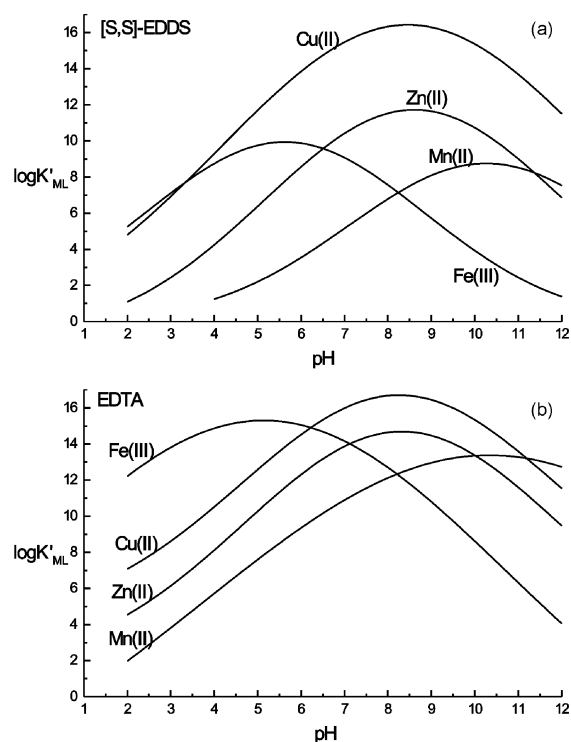 [S,S]-EDDS
(a)
Cu(II)
Zn(II)
Mn(II)
Fe(III)
16
14
12
10
8
6
4
2
0
logK'ML
1 2 3 4 5 6 7 8 9 10 11 12
pH
EDTA
(b)
Fe(III)
Cu(II)
Zn(II)
Mn(II)
16
14
12
10
8
6
4
2
0
logK'ML
1 2 3 4 5 6 7 8 9 10 11 12
pH